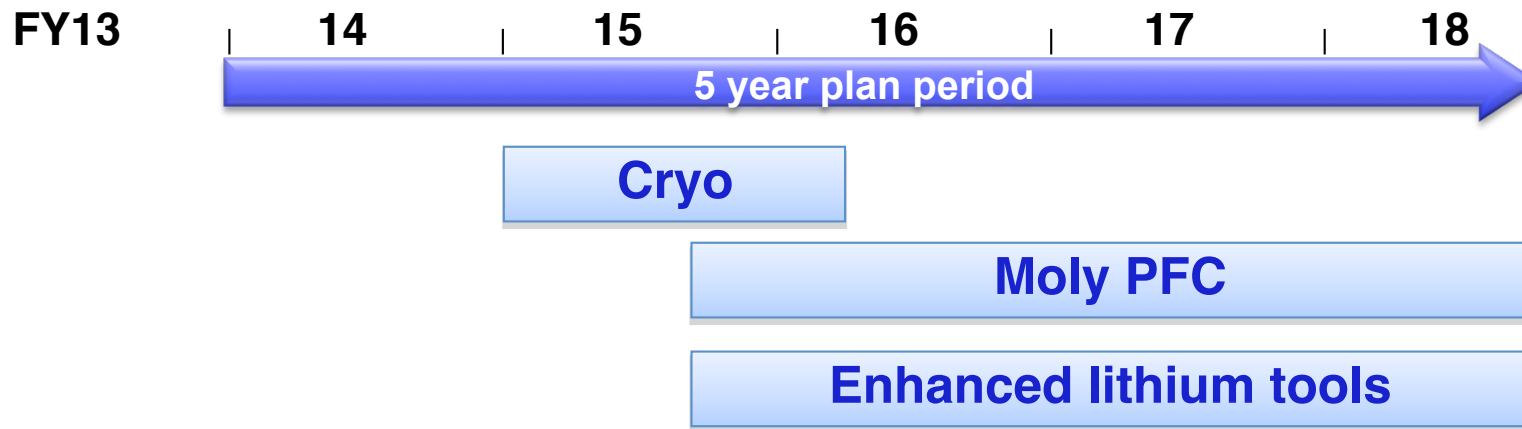 FY13 14 15 16 17 18
5 year plan period
Cryo
Moly PFC
Enhanced lithium tools